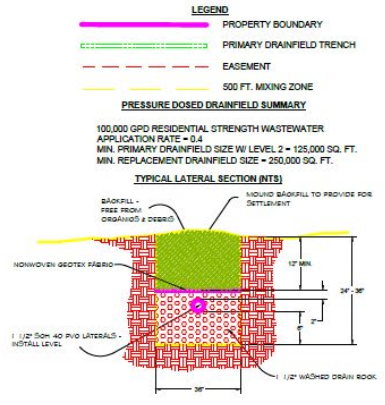 LEGEND
PROPERTY BOUNDARY
PRIMARY DRAINFIELD TRENCH
EASEMENT
500 FT. MIXING ZONE
PRESSURE DOSED DRAINFIELD SUMMARY
100,000 GPD RESIDENTIAL STRENGTH WASTEWATER
APPLICATION RATE = 0.4
MIN. PRIMARY DRAINFIELD SIZE W/ LEVEL 2 = 125,000 SQ. FT.
MIN. REPLACEMENT DRAINFIELD SIZE = 250,000 SQ. FT.
TYPICAL LATERAL SECTION (NTS)
BACKFILL -
FREE FROM
ORGANICS & DEBRIS
MOUND BACKFILL TO PROVIDE FOR
SETTLEMENT
NONWOVEN GEOTEX FABRIC
12" MIN.
24" - 36"
2"
6"
1 1/2" SCH 40 PVC LATERALS -
INSTALL LEVEL
1 1/2" WASHED DRAIN ROCK
36"